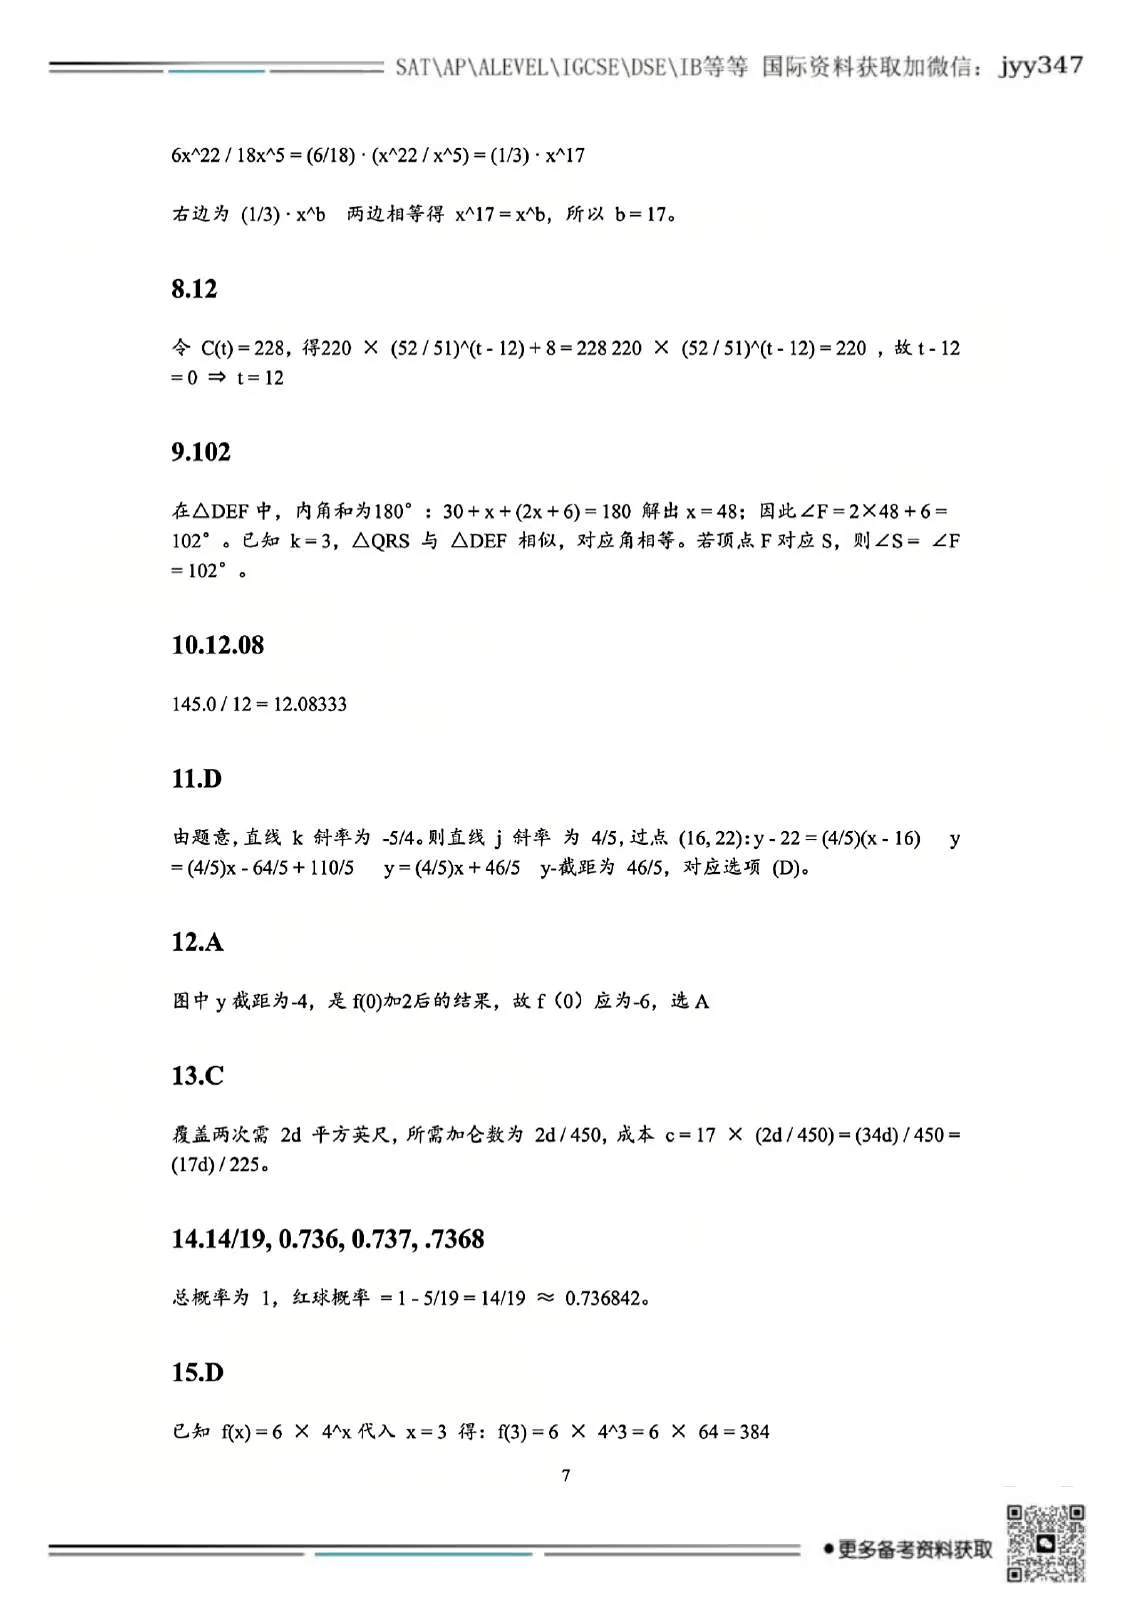 SAT\AP\ALEVEL\IGCSE\DSE\IB等等 国际资料获取加微信： jyy347
6x^22 / 18x^5 = (6/18) · (x^22 / x^5) = (1/3) · x^17
右边为 (1/3) · x^b 两边相等得 x^17 = x^b，所以 b = 17。
8.12
令 C(t) = 228，得220 × (52 / 51)^(t - 12) + 8 = 228 220 × (52 / 51)^(t - 12) = 220 ，故 t - 12
= 0 ⇒ t = 12
9.102
在△DEF 中，内角和为180°：30 + x + (2x + 6) = 180 解出 x = 48；因此∠F = 2×48 + 6 =
102°。已知 k = 3，△QRS 与 △DEF 相似，对应角相等。若顶点 F 对应 S，则∠S = ∠F
= 102°。
10.12.08
145.0 / 12 = 12.08333
11.D
由题意，直线 k 斜率为 -5/4。则直线 j 斜率 为 4/5，过点 (16, 22)：y - 22 = (4/5)(x - 16) y
= (4/5)x - 64/5 + 110/5 y = (4/5)x + 46/5 y-截距为 46/5，对应选项 (D)。
12.A
图中 y 截距为-4，是 f(0)加2后的结果，故 f（0）应为-6，选 A
13.C
覆盖两次需 2d 平方英尺，所需加仑数为 2d / 450，成本 c = 17 × (2d / 450) = (34d) / 450 =
(17d) / 225。
14.14/19, 0.736, 0.737, .7368
总概率为 1，红球概率 = 1 - 5/19 = 14/19 ≈ 0.736842。
15.D
已知 f(x) = 6 × 4^x 代入 x = 3 得：f(3) = 6 × 4^3 = 6 × 64 = 384
7
●更多备考资料获取